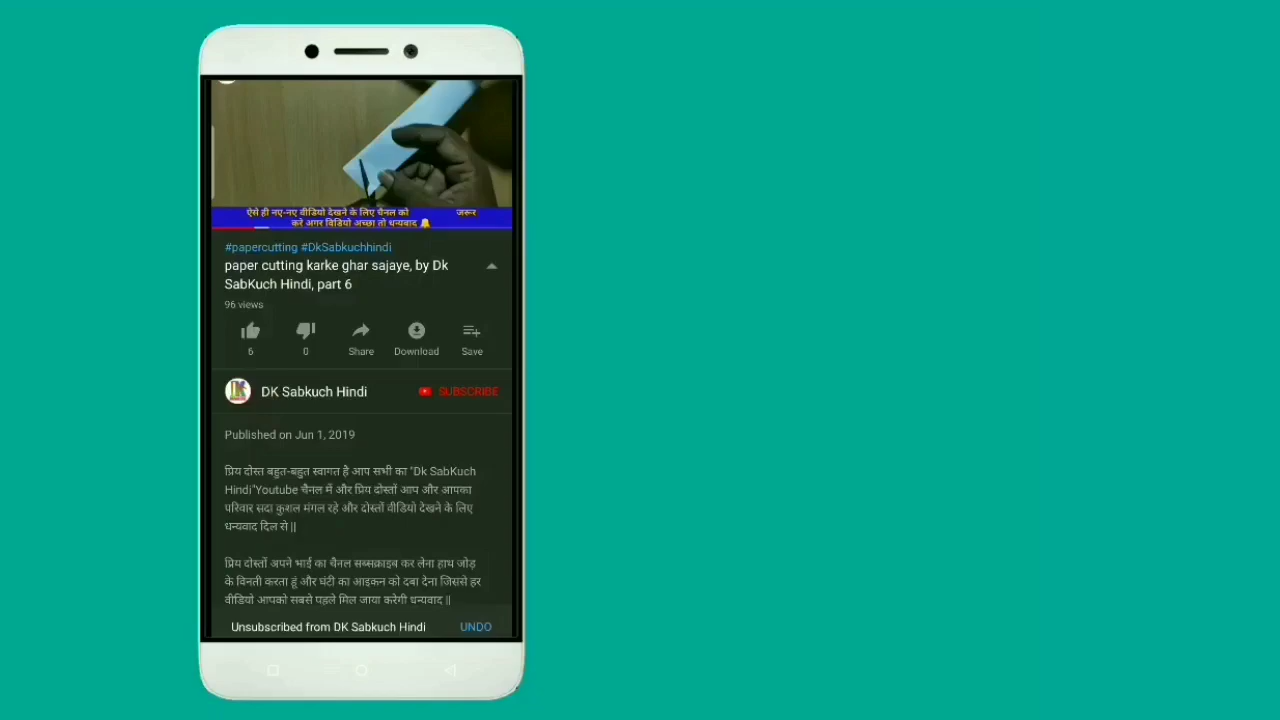 ऐसे ही नए-नए वीडियो देखने के लिए चैनल को जरूर
करे अगर विडियो अच्छा तो धन्यवाद
#papercutting #DkSabkuchhindi
paper cutting karke ghar sajaye, by Dk
SabKuch Hindi, part 6
96 views
6 0 Share Download Save
DK Sabkuch Hindi SUBSCRIBE
Published on Jun 1, 2019
प्रिय दोस्त बहुत-बहुत स्वागत है आप सभी का "Dk SabKuch
Hindi"Youtube चैनल में और प्रिय दोस्तों आप और आपका
परिवार सदा कुशल मंगल रहे और दोस्तों वीडियो देखने के लिए
धन्यवाद दिल से ||
प्रिय दोस्तों अपने भाई का चैनल सब्सक्राइब कर लेना हाथ जोड़
के विनती करता हूं और घंटी का आइकन को दबा देना जिससे हर
वीडियो आपको सबसे पहले मिल जाया करेगी धन्यवाद ||
Unsubscribed from DK Sabkuch Hindi UNDO